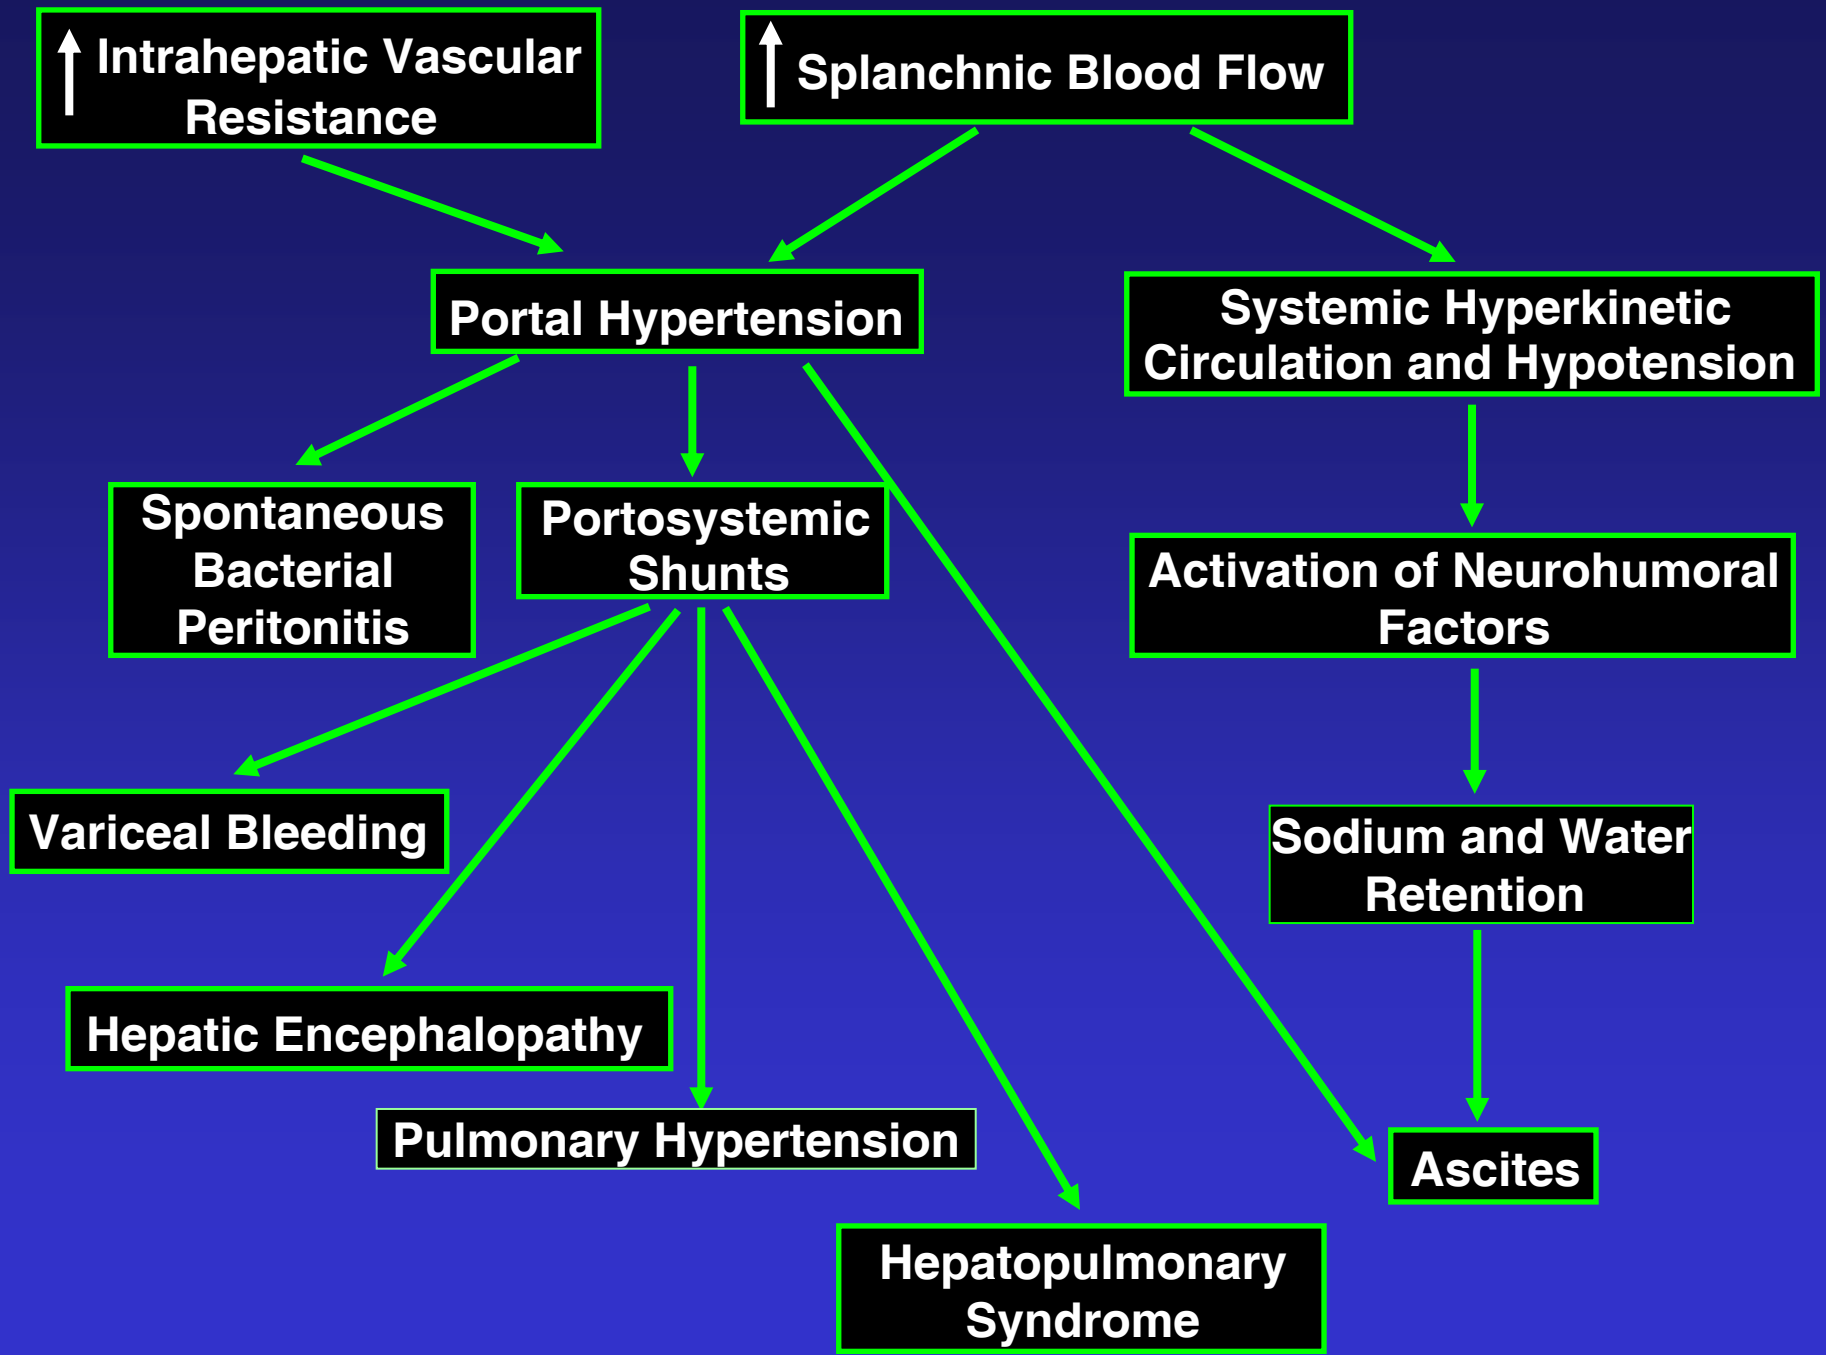 Intrahepatic Vascular
Resistance
Splanchnic Blood Flow
Portal Hypertension
Systemic Hyperkinetic
Circulation and Hypotension
Spontaneous
Bacterial
Peritonitis
Portosystemic
Shunts
Activation of Neurohumoral
Factors
Variceal Bleeding
Sodium and Water
Retention
Hepatic Encephalopathy
Pulmonary Hypertension
Ascites
Hepatopulmonary
Syndrome